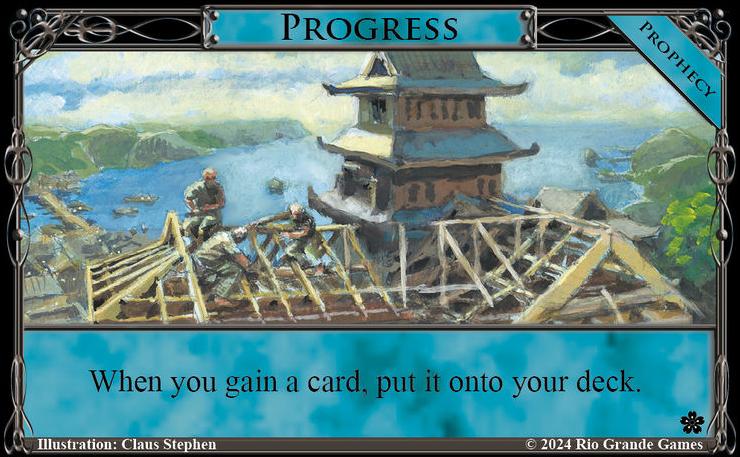 PROGRESS
PROPHECY
When you gain a card, put it onto your deck.
Illustration: Claus Stephen
© 2024 Rio Grande Games